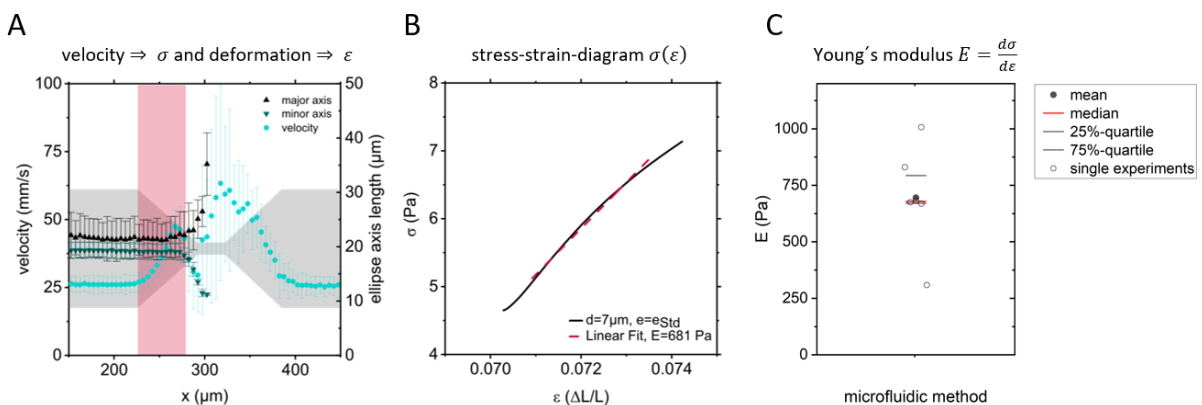 A
velocity ⇒ σ and deformation ⇒ ε
100
75
50
25
0
velocity (mm/s)
major axis
minor axis
velocity
50
40
30
20
10
0
ellipse axis length (µm)
200
300
400
x (µm)
B
stress-strain-diagram σ(ε)
8
7
6
5
4
σ (Pa)
d=7µm, e=eStd
Linear Fit, E=681 Pa
0.070
0.072
0.074
ε (ΔL/L)
C
Young´s modulus E = dσ/dε
1000
750
500
250
0
E (Pa)
microfluidic method
mean
median
25%-quartile
75%-quartile
single experiments